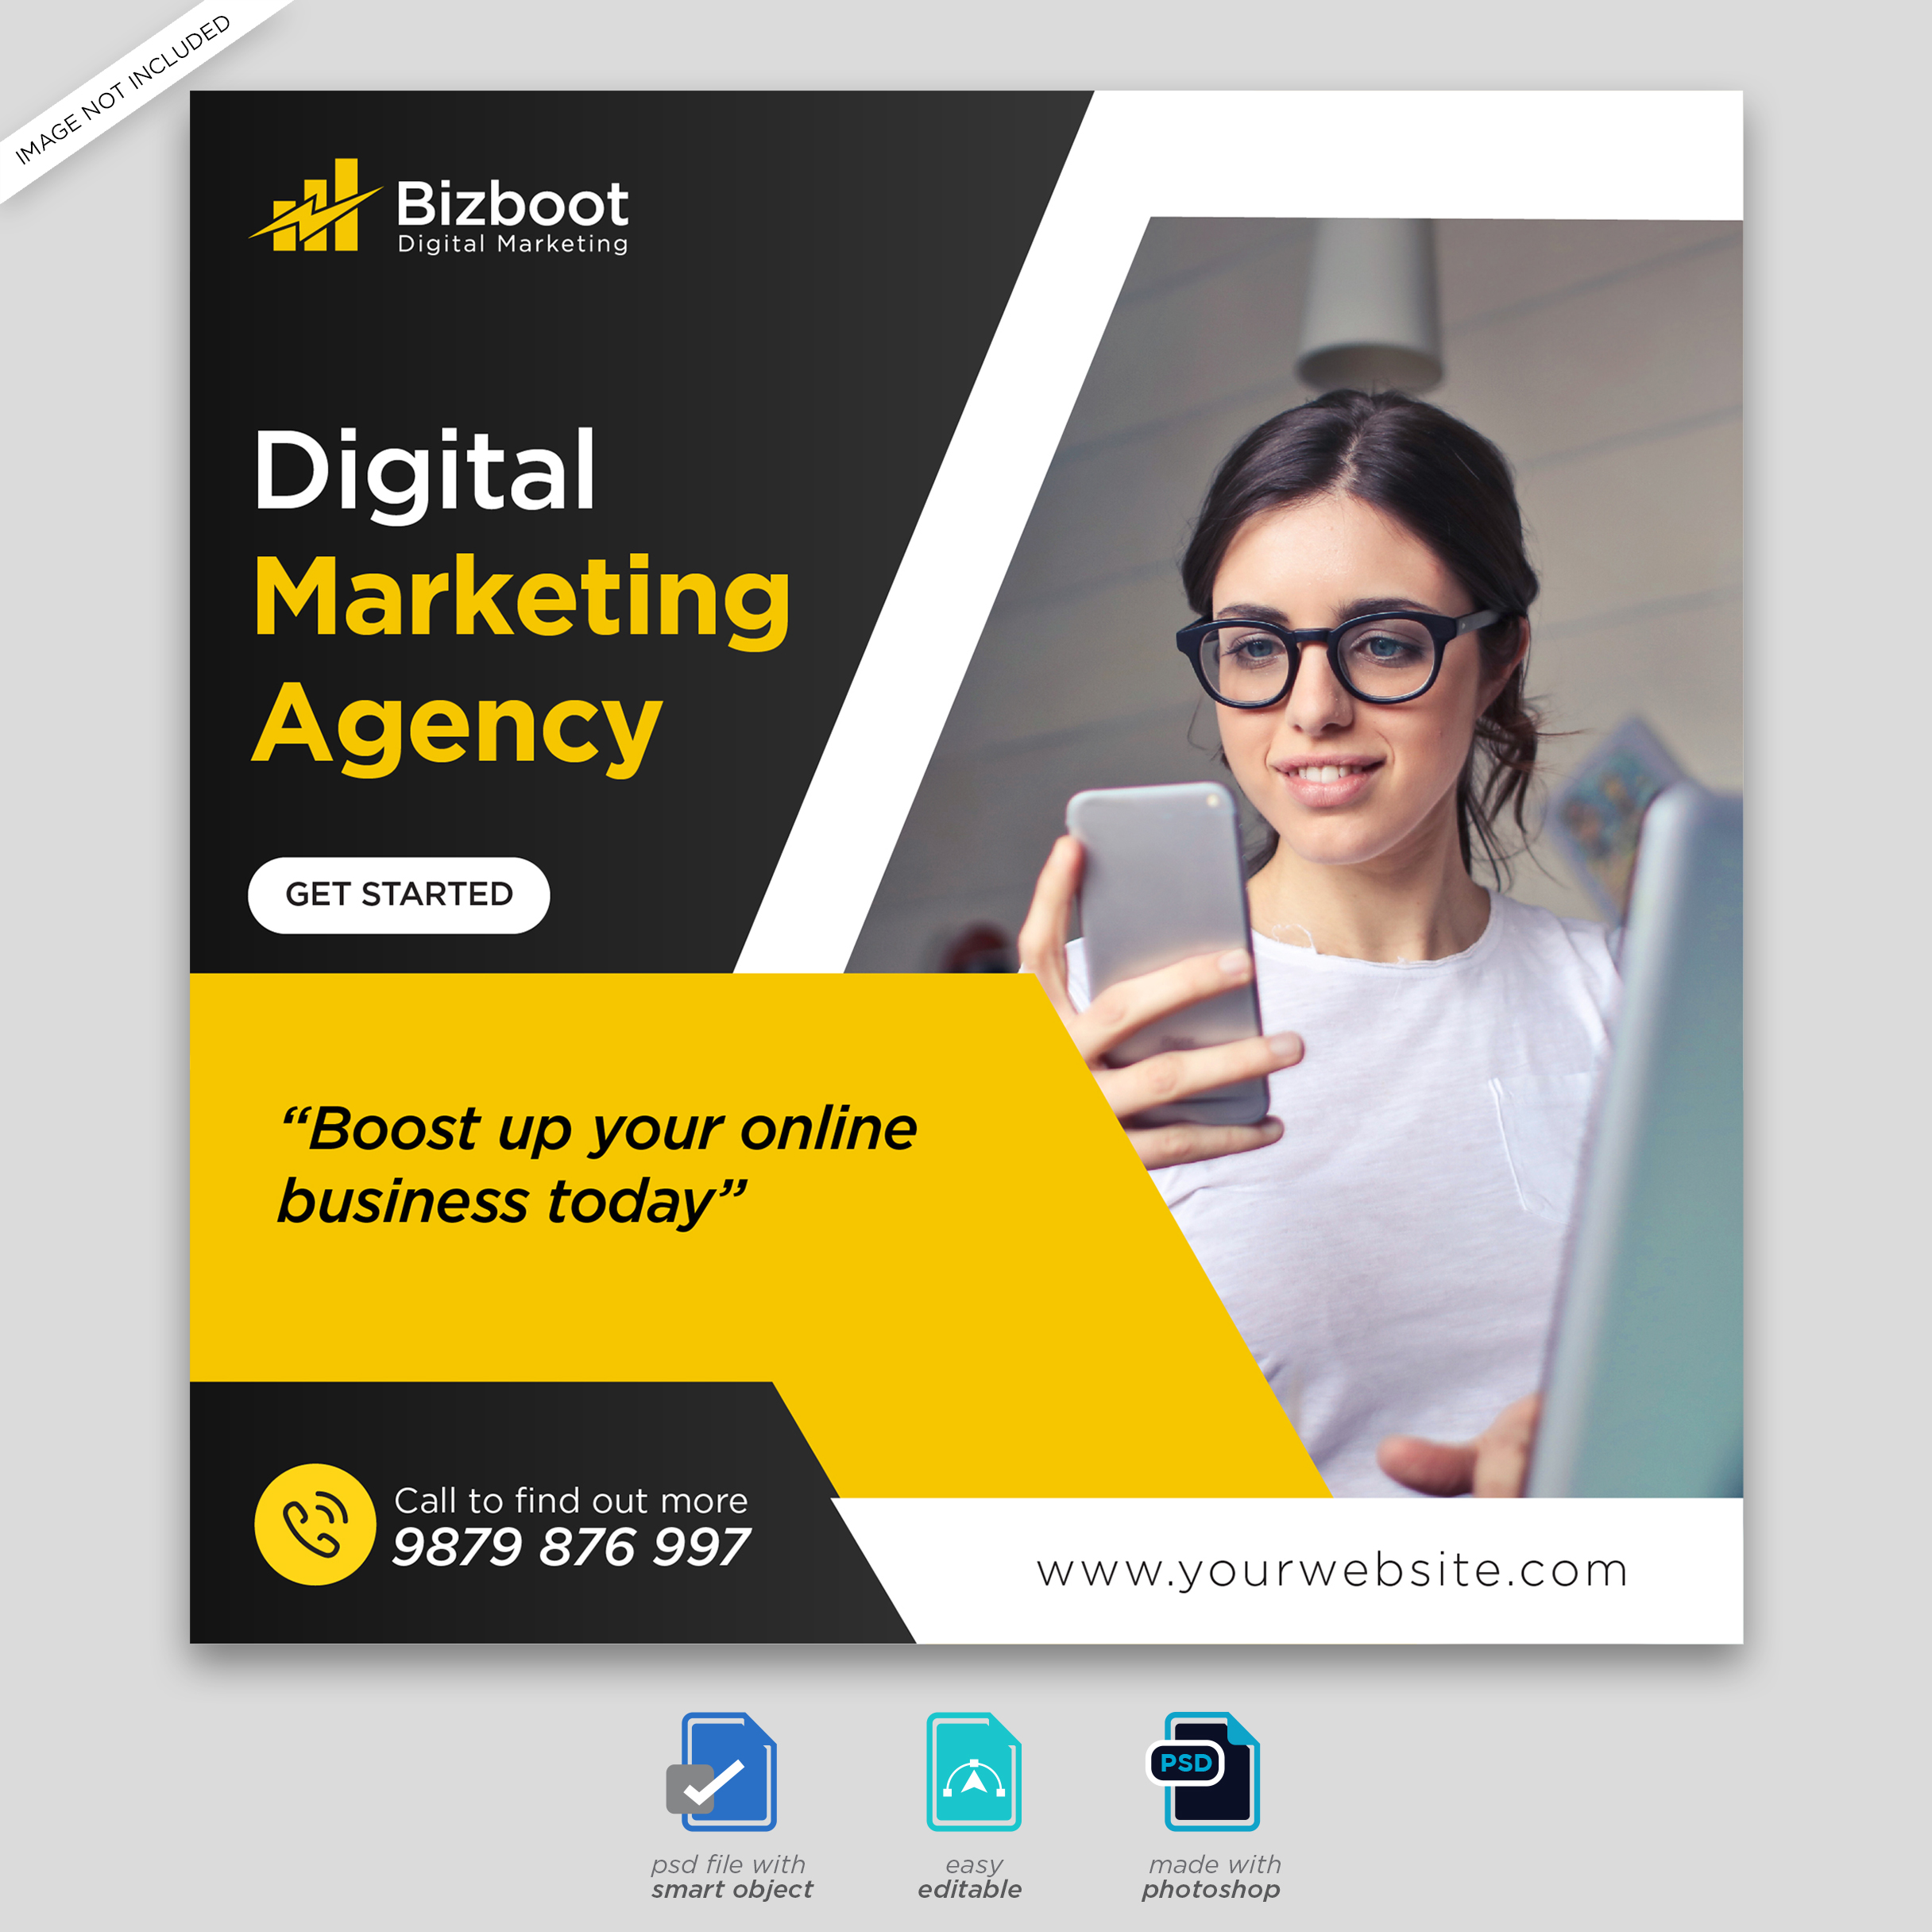 IMAGE NOT INCLUDED
Bizboot
Digital Marketing
Digital
Marketing
Agency
GET STARTED
“Boost up your online
business today”
Call to find out more
9879 876 997
www.yourwebsite.com
PSD
psd file with
smart object
easy
editable
made with
photoshop